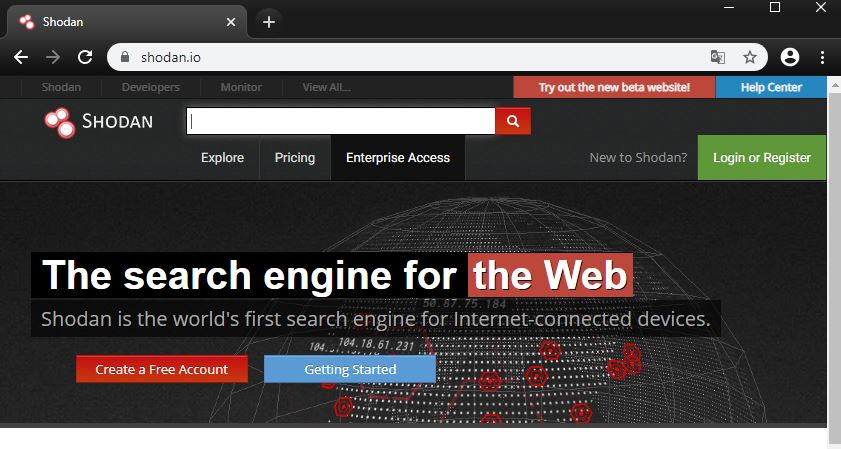 Shodan
shodan.io
Shodan Developers Monitor View All... Try out the new beta website! Help Center
SHODAN
Explore Pricing Enterprise Access New to Shodan? Login or Register
The search engine for the Web
50.87.75.184
Shodan is the world's first search engine for Internet-connected devices.
104.18.61.231
Create a Free Account Getting Started